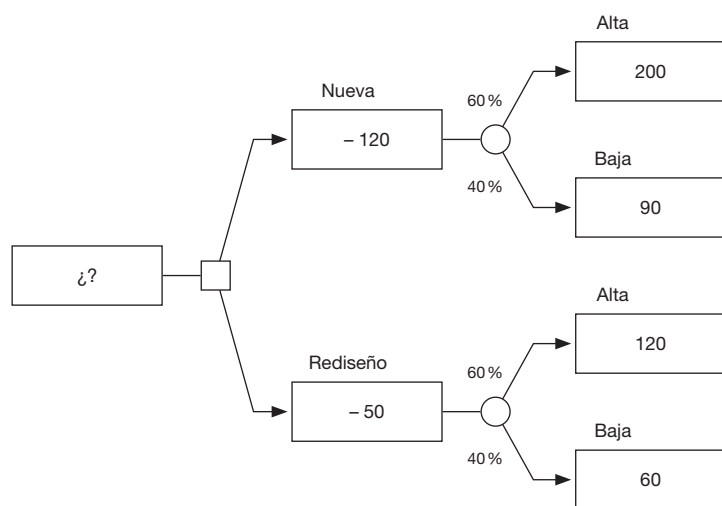 Alta
200
Nueva
60 %
– 120
Baja
40 %
90
¿?
Alta
120
Rediseño
60 %
– 50
Baja
40 %
60